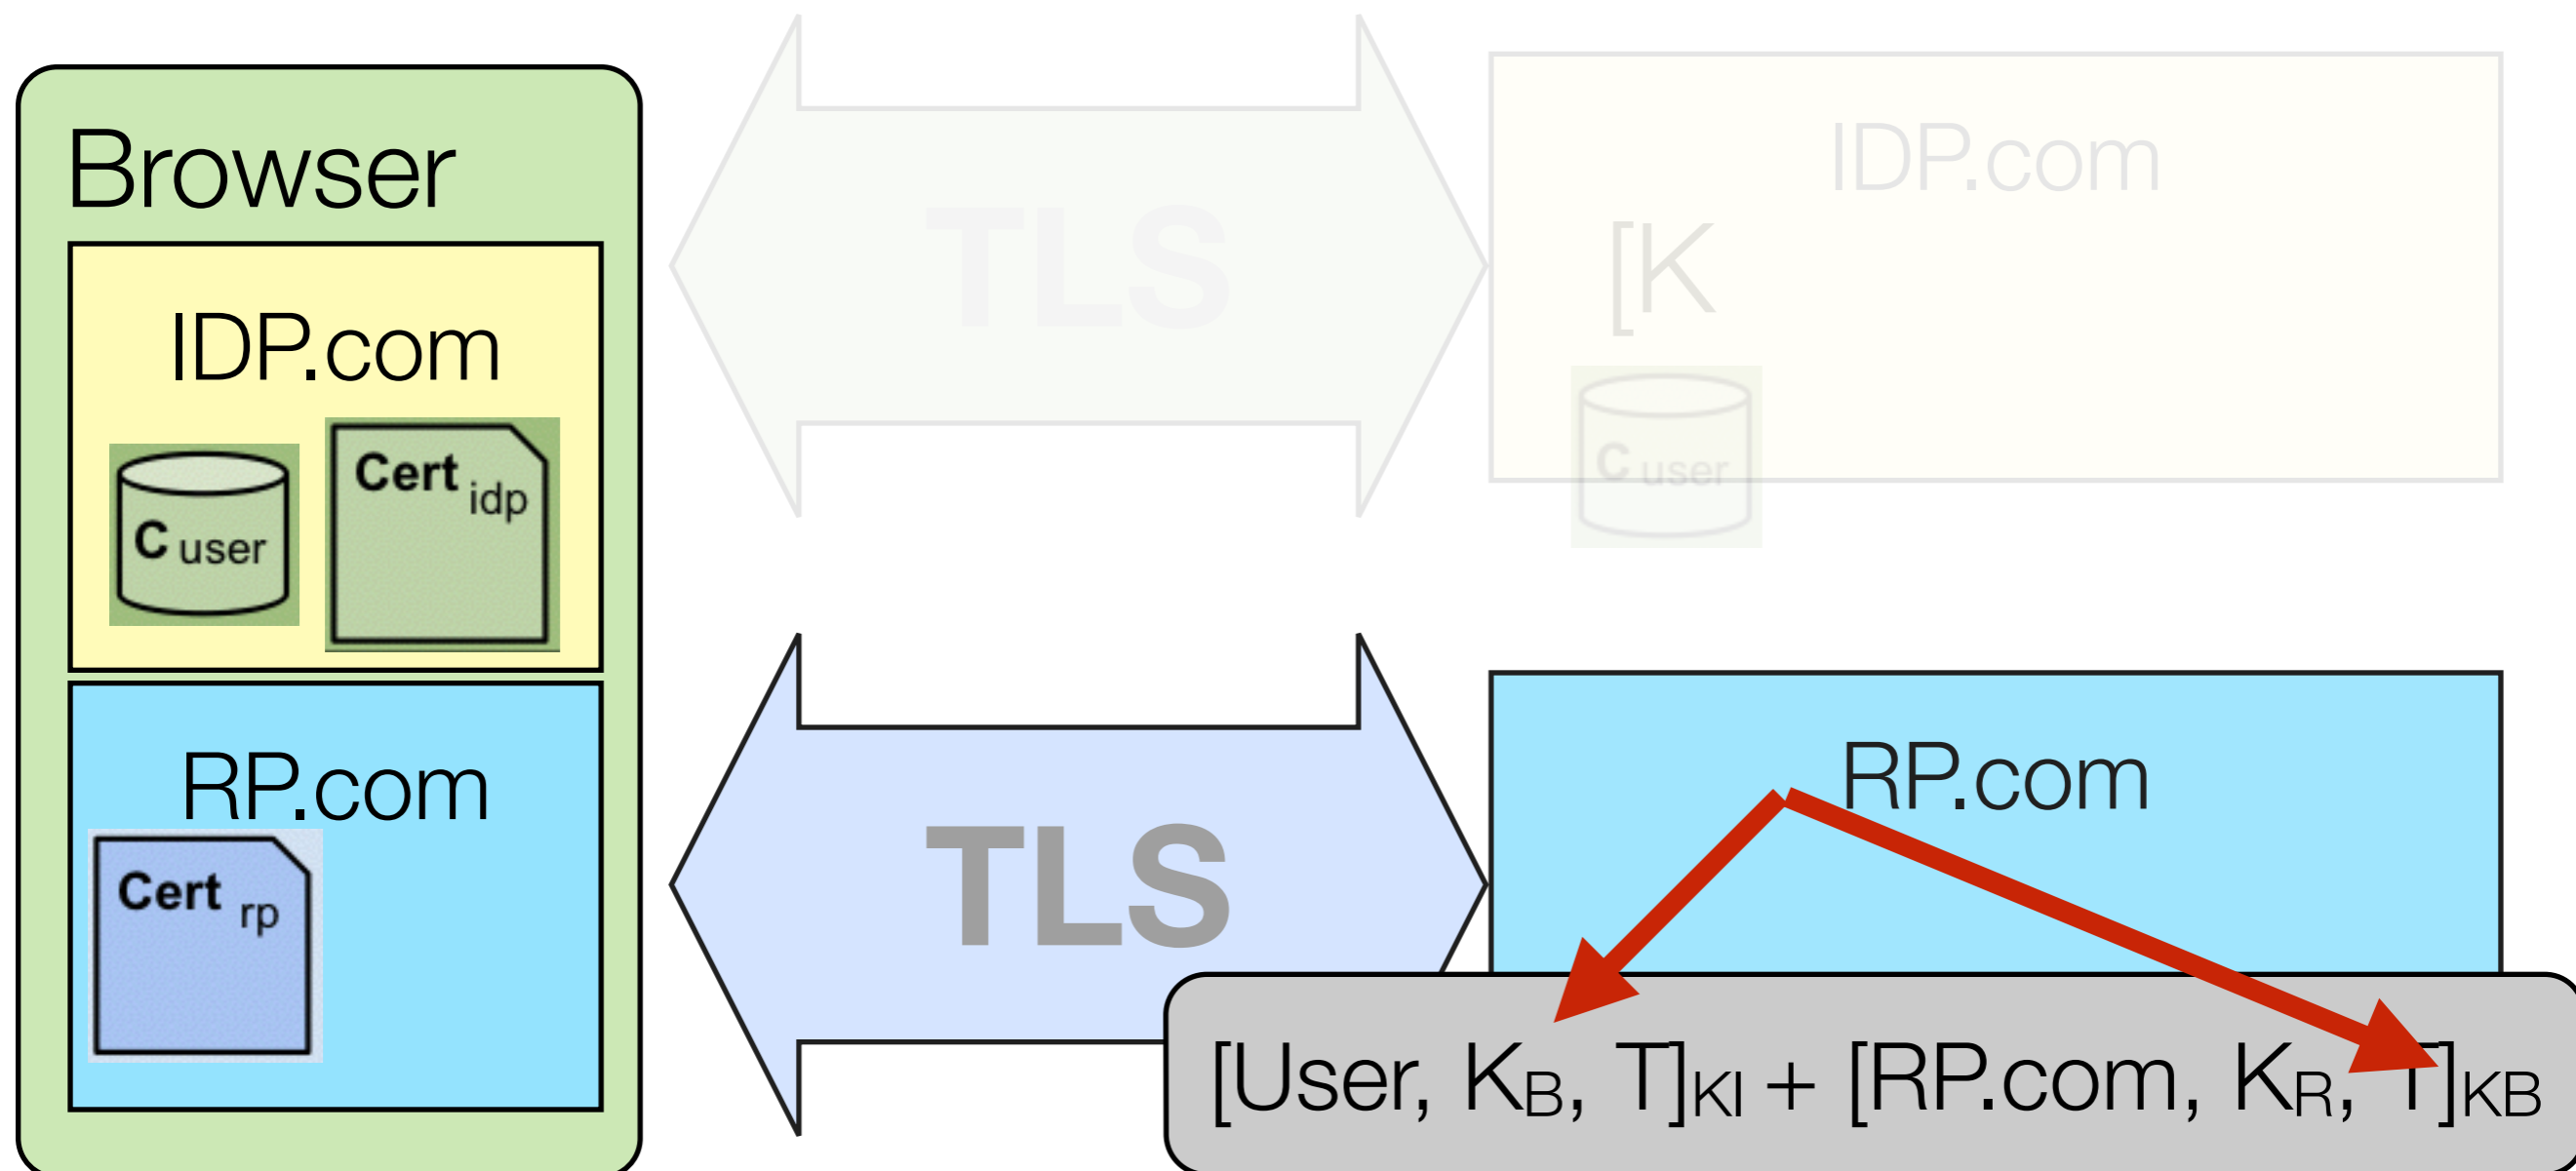 Browser
IDP.com
C user
Cert idp
RP.com
Cert rp
TLS
IDP.com
[K
C user
TLS
RP.com
[User, KB, T]KI + [RP.com, KR, T]KB